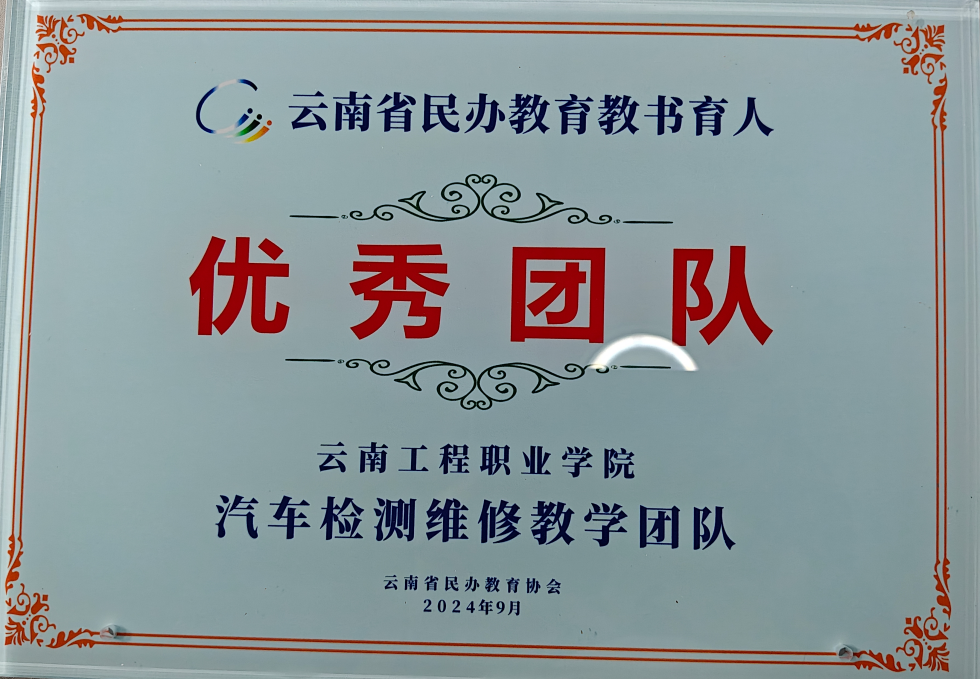 云南省民办教育教书育人
优秀团队
云南工程职业学院
汽车检测维修教学团队
云南省民办教育协会
2024年9月